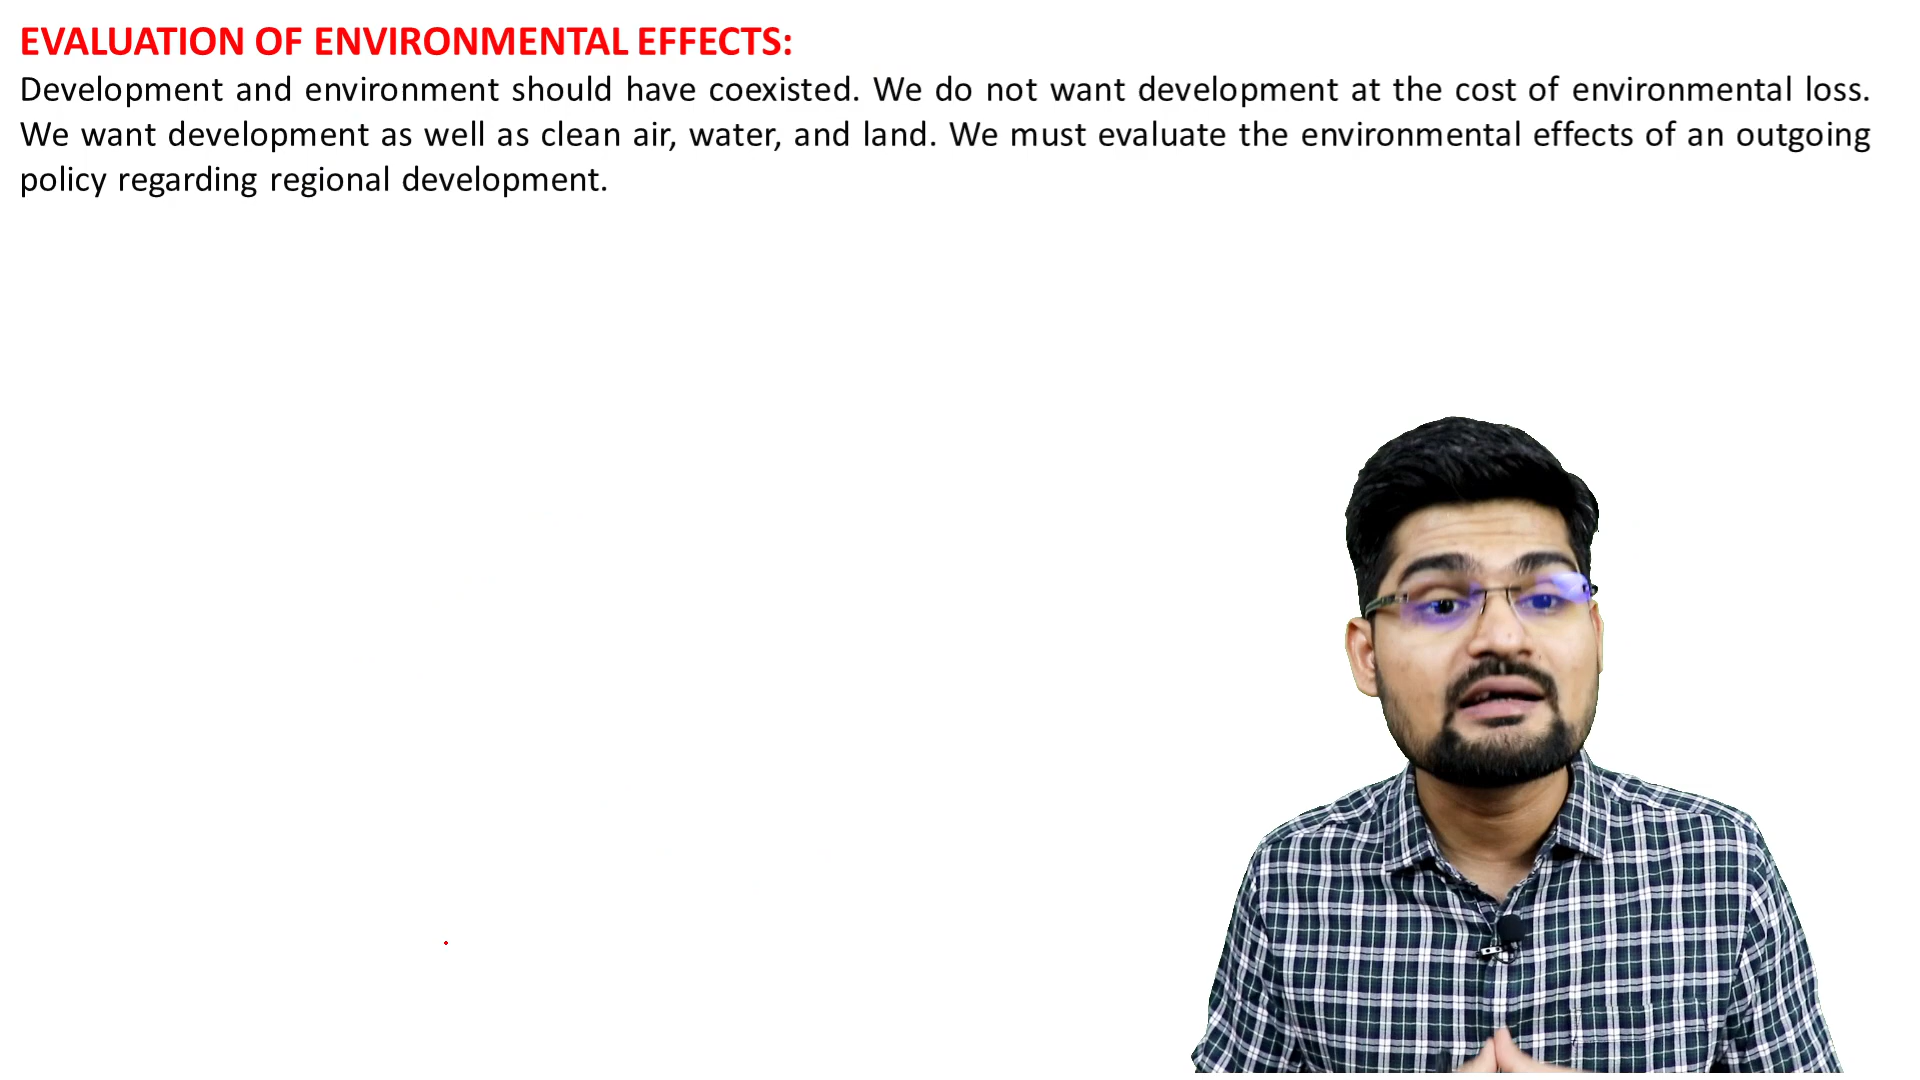 EVALUATION OF ENVIRONMENTAL EFFECTS:
Development and environment should have coexisted. We do not want development at the cost of environmental loss.
We want development as well as clean air, water, and land. We must evaluate the environmental effects of an outgoing
policy regarding regional development.